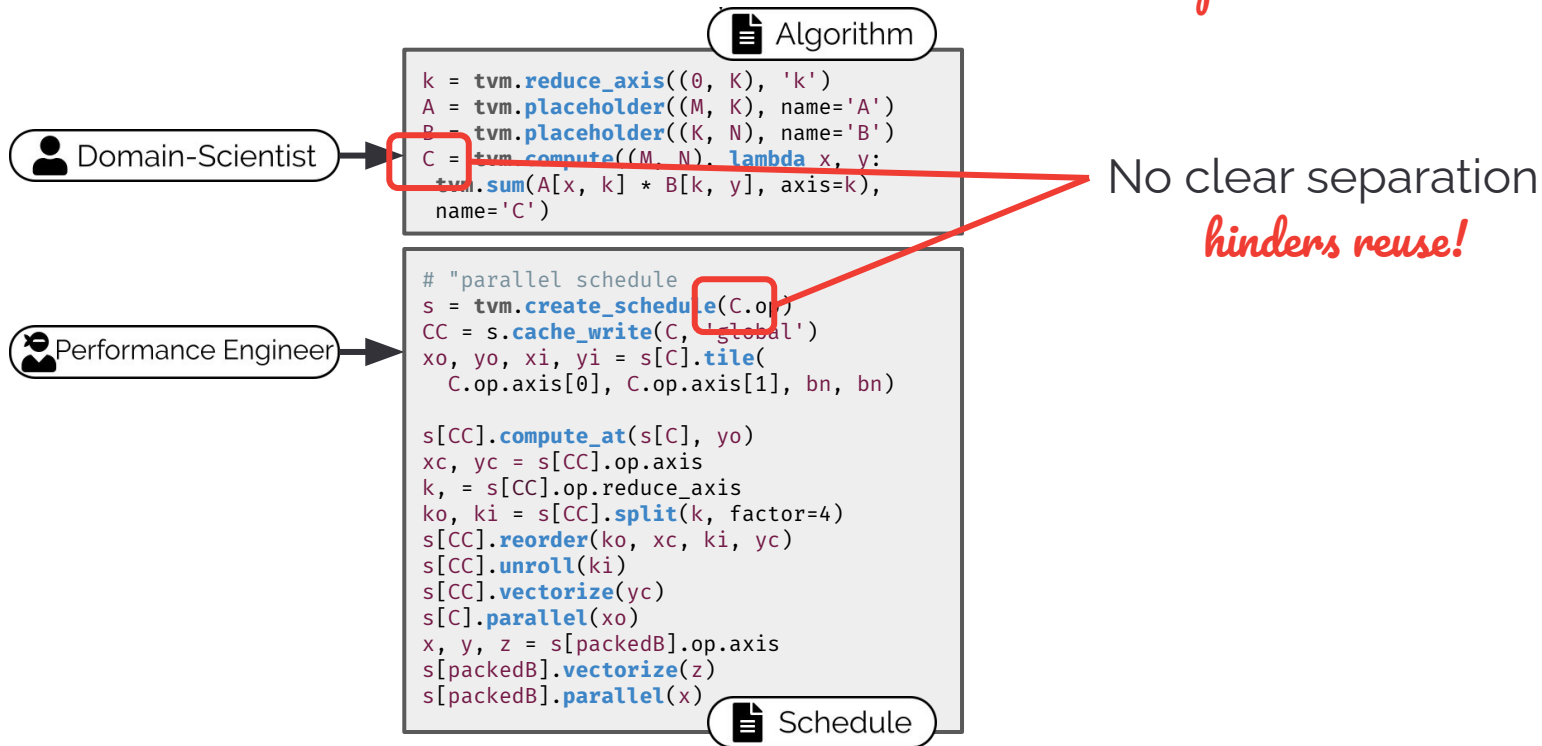 Algorithm
k = tvm.reduce_axis((0, K), 'k')
A = tvm.placeholder((M, K), name='A')
B = tvm.placeholder((K, N), name='B')
C = tvm.compute((M, N), lambda x, y:
tvm.sum(A[x, k] * B[k, y], axis=k),
name='C')
Domain-Scientist
No clear separation
hinders reuse!
# "parallel schedule
s = tvm.create_schedule(C.op)
CC = s.cache_write(C, 'global')
xo, yo, xi, yi = s[C].tile(
C.op.axis[0], C.op.axis[1], bn, bn)
Performance Engineer
s[CC].compute_at(s[C], yo)
xc, yc = s[CC].op.axis
k, = s[CC].op.reduce_axis
ko, ki = s[CC].split(k, factor=4)
s[CC].reorder(ko, xc, ki, yc)
s[CC].unroll(ki)
s[CC].vectorize(yc)
s[C].parallel(xo)
x, y, z = s[packedB].op.axis
s[packedB].vectorize(z)
s[packedB].parallel(x)
Schedule